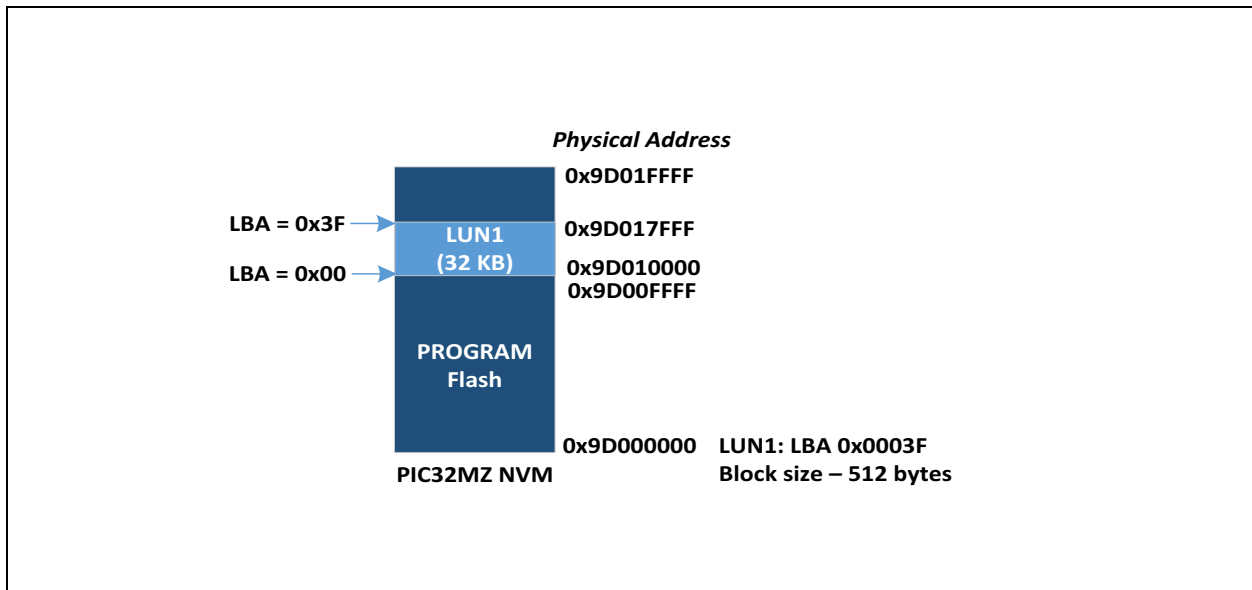 Physical Address
0x9D01FFFF
LBA = 0x3F
0x9D017FFF
LUN1
(32 KB)
LBA = 0x00
0x9D010000
0x9D00FFFF
PROGRAM
Flash
0x9D000000
LUN1: LBA 0x0003F
PIC32MZ NVM
Block size – 512 bytes